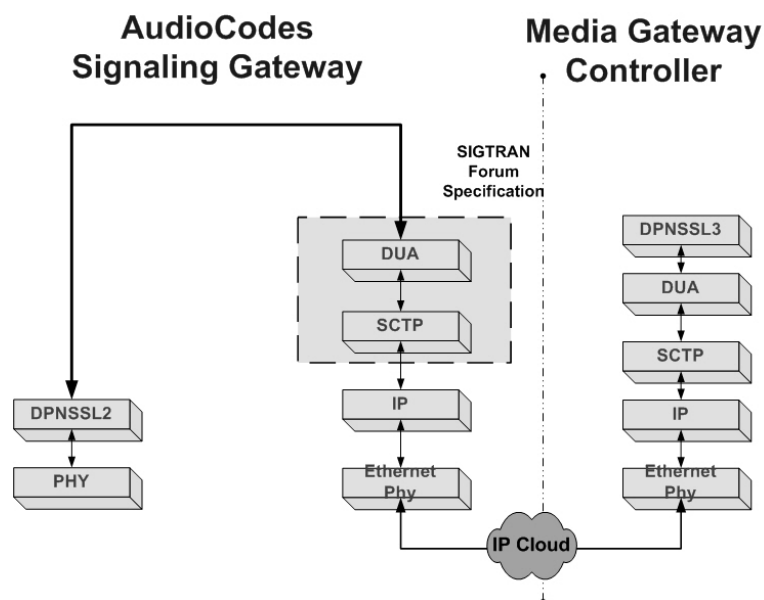 AudioCodes
Signaling Gateway
Media Gateway
Controller
SIGTRAN
Forum
Specification
DUA
SCTP
IP
Ethernet
Phy
DPNSSL2
PHY
DPNSSL3
DUA
SCTP
IP
Ethernet
Phy
IP Cloud